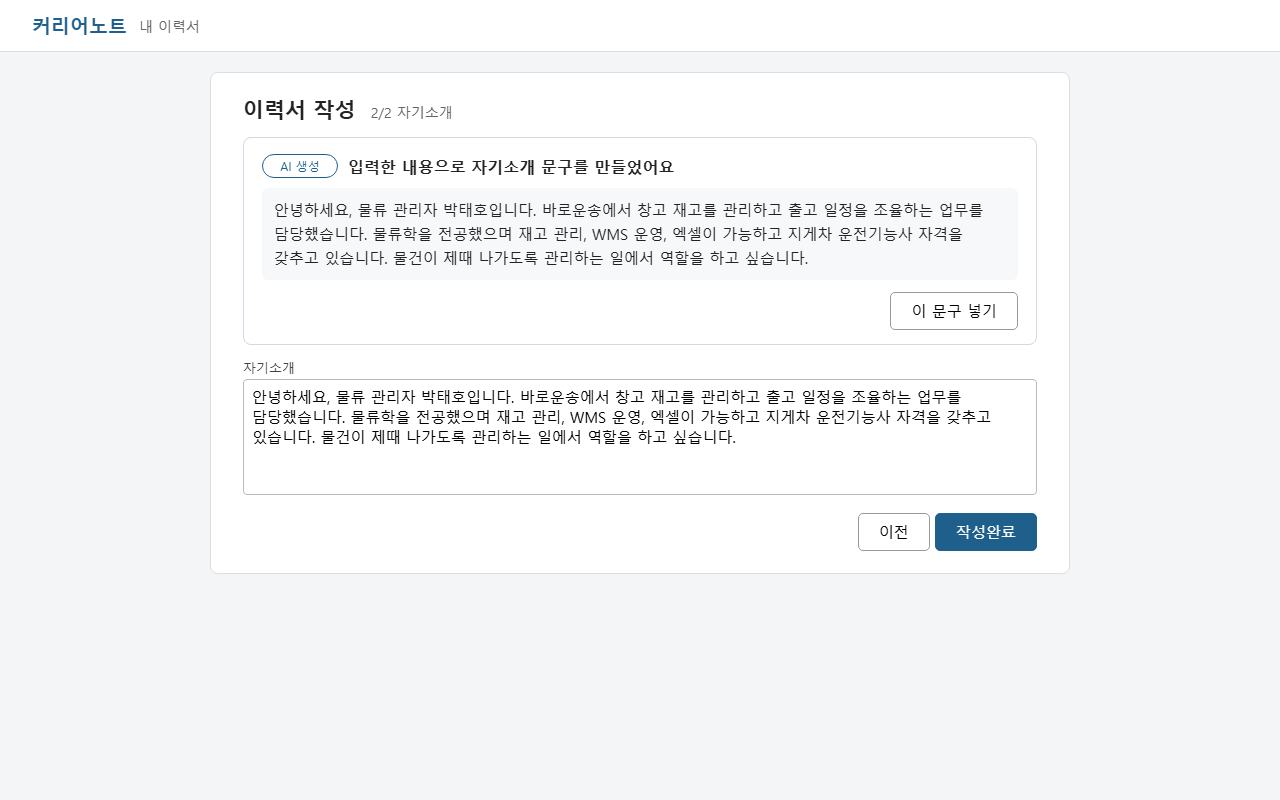 커리어노트 내 이력서
이력서 작성 2/2 자기소개
AI 생성 입력한 내용으로 자기소개 문구를 만들었어요
안녕하세요, 물류 관리자 박태호입니다. 바로운송에서 창고 재고를 관리하고 출고 일정을 조율하는 업무를
담당했습니다. 물류학을 전공했으며 재고 관리, WMS 운영, 엑셀이 가능하고 지게차 운전기능사 자격을
갖추고 있습니다. 물건이 제때 나가도록 관리하는 일에서 역할을 하고 싶습니다.
이 문구 넣기
자기소개
안녕하세요, 물류 관리자 박태호입니다. 바로운송에서 창고 재고를 관리하고 출고 일정을 조율하는 업무를
담당했습니다. 물류학을 전공했으며 재고 관리, WMS 운영, 엑셀이 가능하고 지게차 운전기능사 자격을 갖추고
있습니다. 물건이 제때 나가도록 관리하는 일에서 역할을 하고 싶습니다.
이전 작성완료